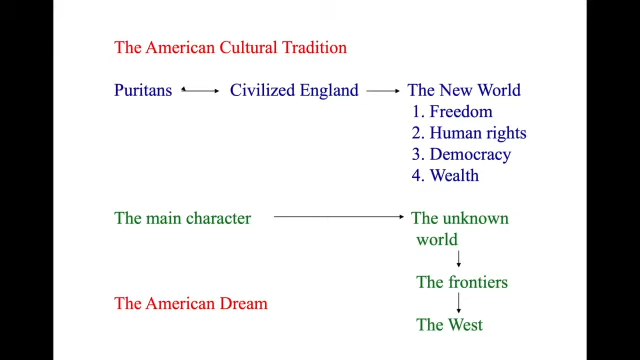 The American Cultural Tradition
Puritans Civilized England The New World
1. Freedom
2. Human rights
3. Democracy
4. Wealth
The main character The unknown
world
The frontiers
The American Dream
The West